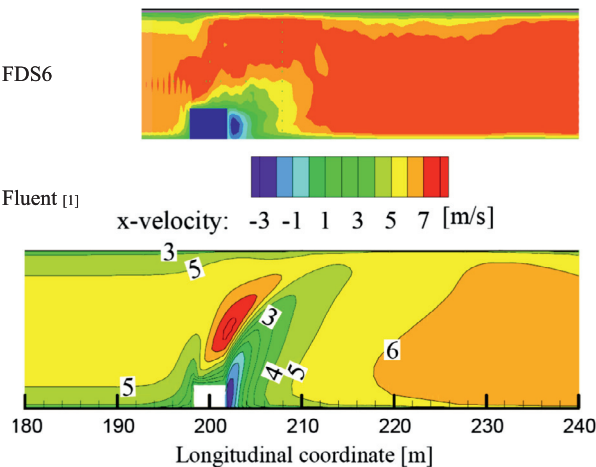 FDS6
Fluent [1]
x-velocity: -3 -1 1 3 5 7 [m/s]
3
5
3
4
5
6
5
180 190 200 210 220 230 240
Longitudinal coordinate [m]